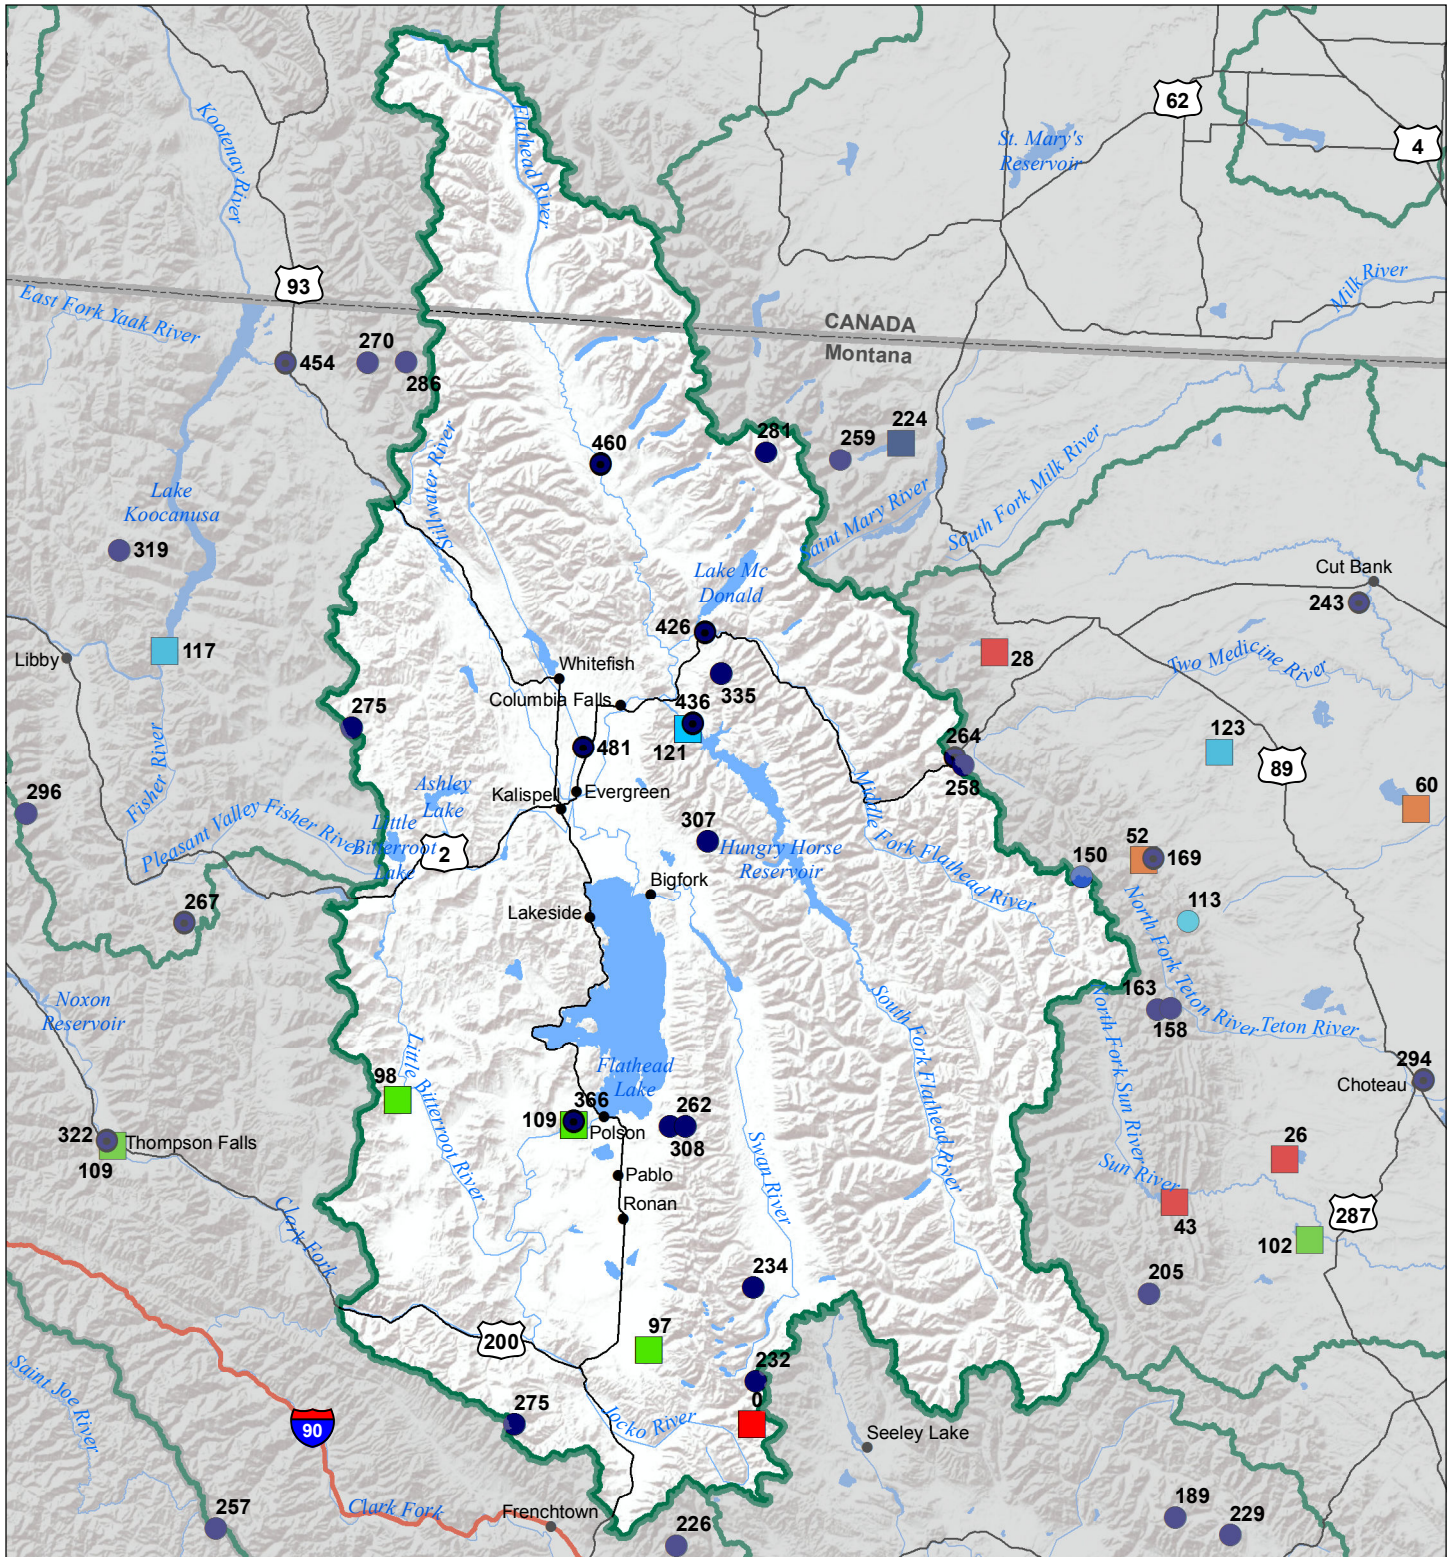 62
4
Kootenay River
Flathead River
St. Mary's
Reservoir
93
East Fork Yaak River
Milk River
CANADA
Montana
454
270
286
460
281
259
224
Stillwater River
Saint Mary River
South Fork Milk River
Lake
Koocanusa
319
Lake Mc
Donald
Cut Bank
243
426
Libby
117
Whitefish
335
28
Two Medicine River
Columbia Falls
436
275
121
481
264
123
89
258
Fisher River
Ashley
Lake
Kalispell
Evergreen
296
60
Pleasant Valley Fisher River
Little
Bitterroot
Lake
2
307
Hungry Horse
Reservoir
Middle Fork Flathead River
52
169
150
Bigfork
113
267
Lakeside
North Fork Teton River
Noxon
Reservoir
163
158
Teton River
South Fork Flathead River
North Fork Sun River
294
Choteau
Flathead
Lake
98
Little Bitterroot River
366
109
262
Polson
308
322
Thompson Falls
109
Swan River
26
Sun River
Pablo
43
Ronan
287
102
Clark Fork
234
205
200
97
232
0
Saint Joe River
275
Jocko River
90
Seeley Lake
257
Clark Fork
Frenchtown
226
189
229